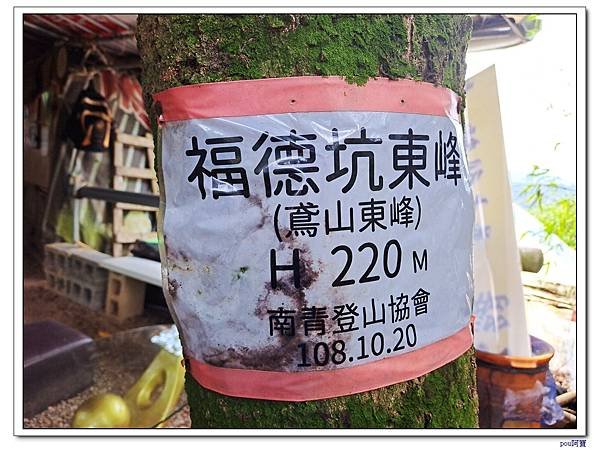 福德坑東峰
(鳶山東峰)
H 220 M
南青登山協會
108.10.20
pou阿寶